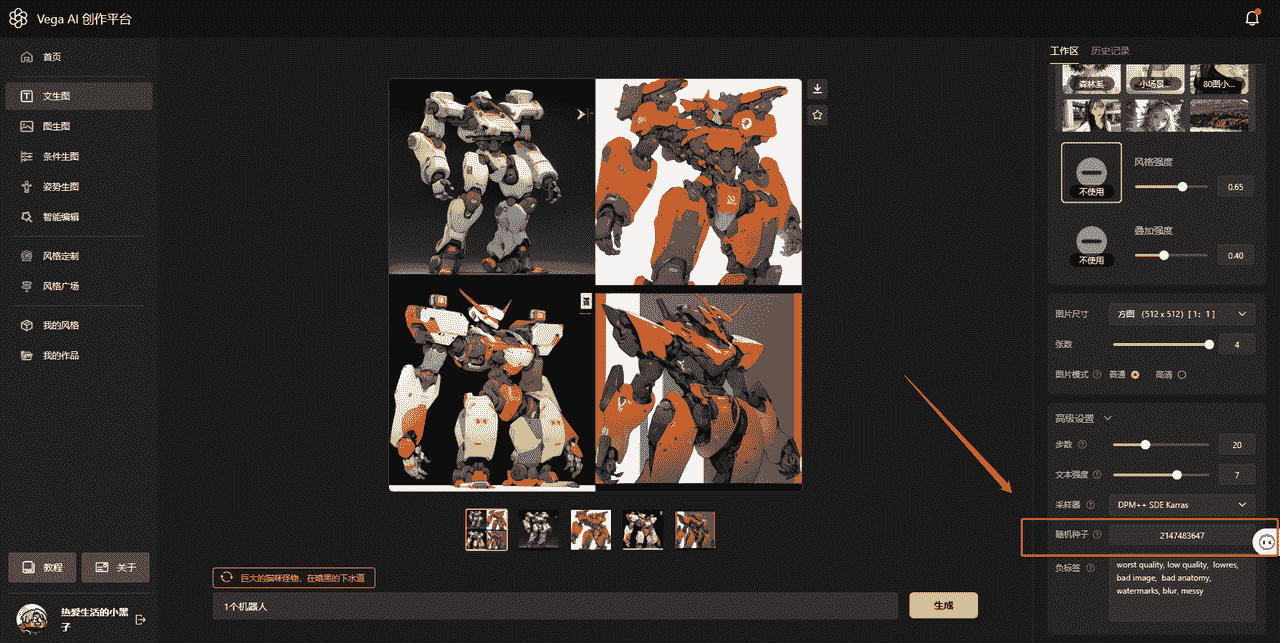 Vega AI 创作平台
首页
文生图
图生图
条件生图
姿势生图
智能编辑
风格定制
风格广场
我的风格
我的作品
教程
关于
热爱生活的小黑
子
巨大的猫咪怪物，在暗黑的下水道
1个机器人
生成
工作区 历史记录
森林系 小场景... 80图小...
不使用
风格强度
0.65
不使用
叠加强度
0.40
图片尺寸 方图 (512 x 512) [ 1: 1 ]
张数 4
图片模式 普通 高清
高级设置
步数 20
文本强度 7
采样器 DPM++ SDE Karras
随机种子 2147483647
负标签 worst quality, low quality, lowres,
bad image, bad anatomy,
watermarks, blur, messy